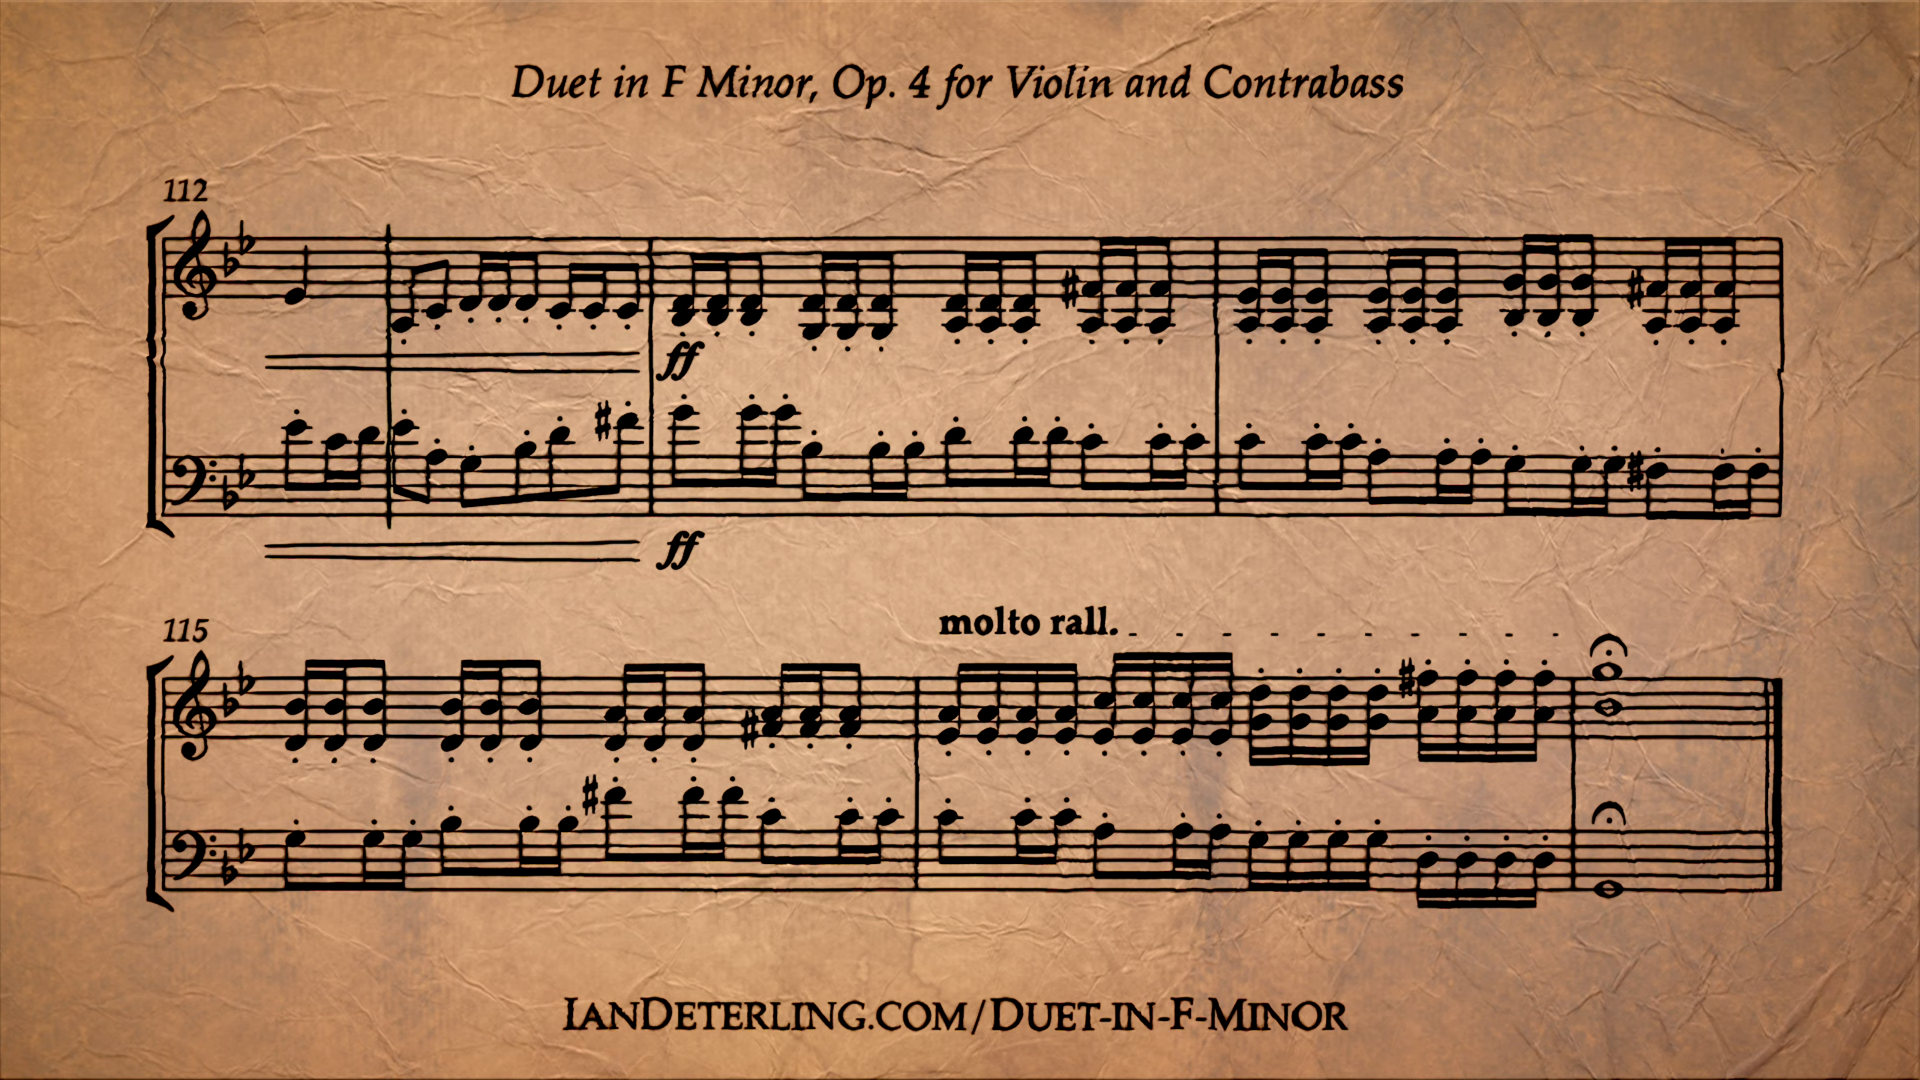 Duet in F Minor, Op. 4 for Violin and Contrabass
112
ff
ff
molto rall.
115
IanDeterling.com/Duet-in-F-Minor